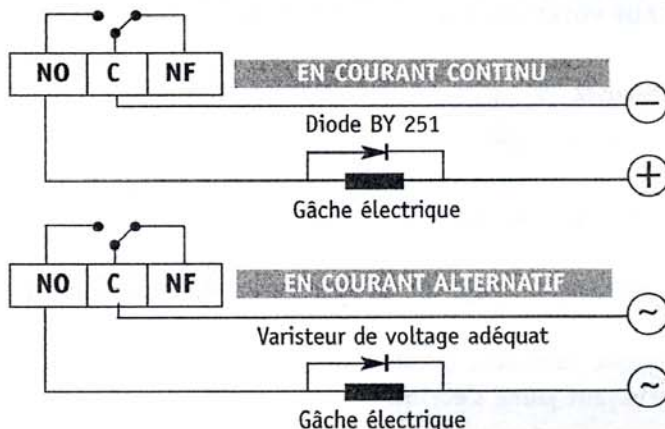 NO C NF EN COURANT CONTINU
−
Diode BY 251
+
Gâche électrique
NO C NF EN COURANT ALTERNATIF
~
Varisteur de voltage adéquat
~
Gâche électrique